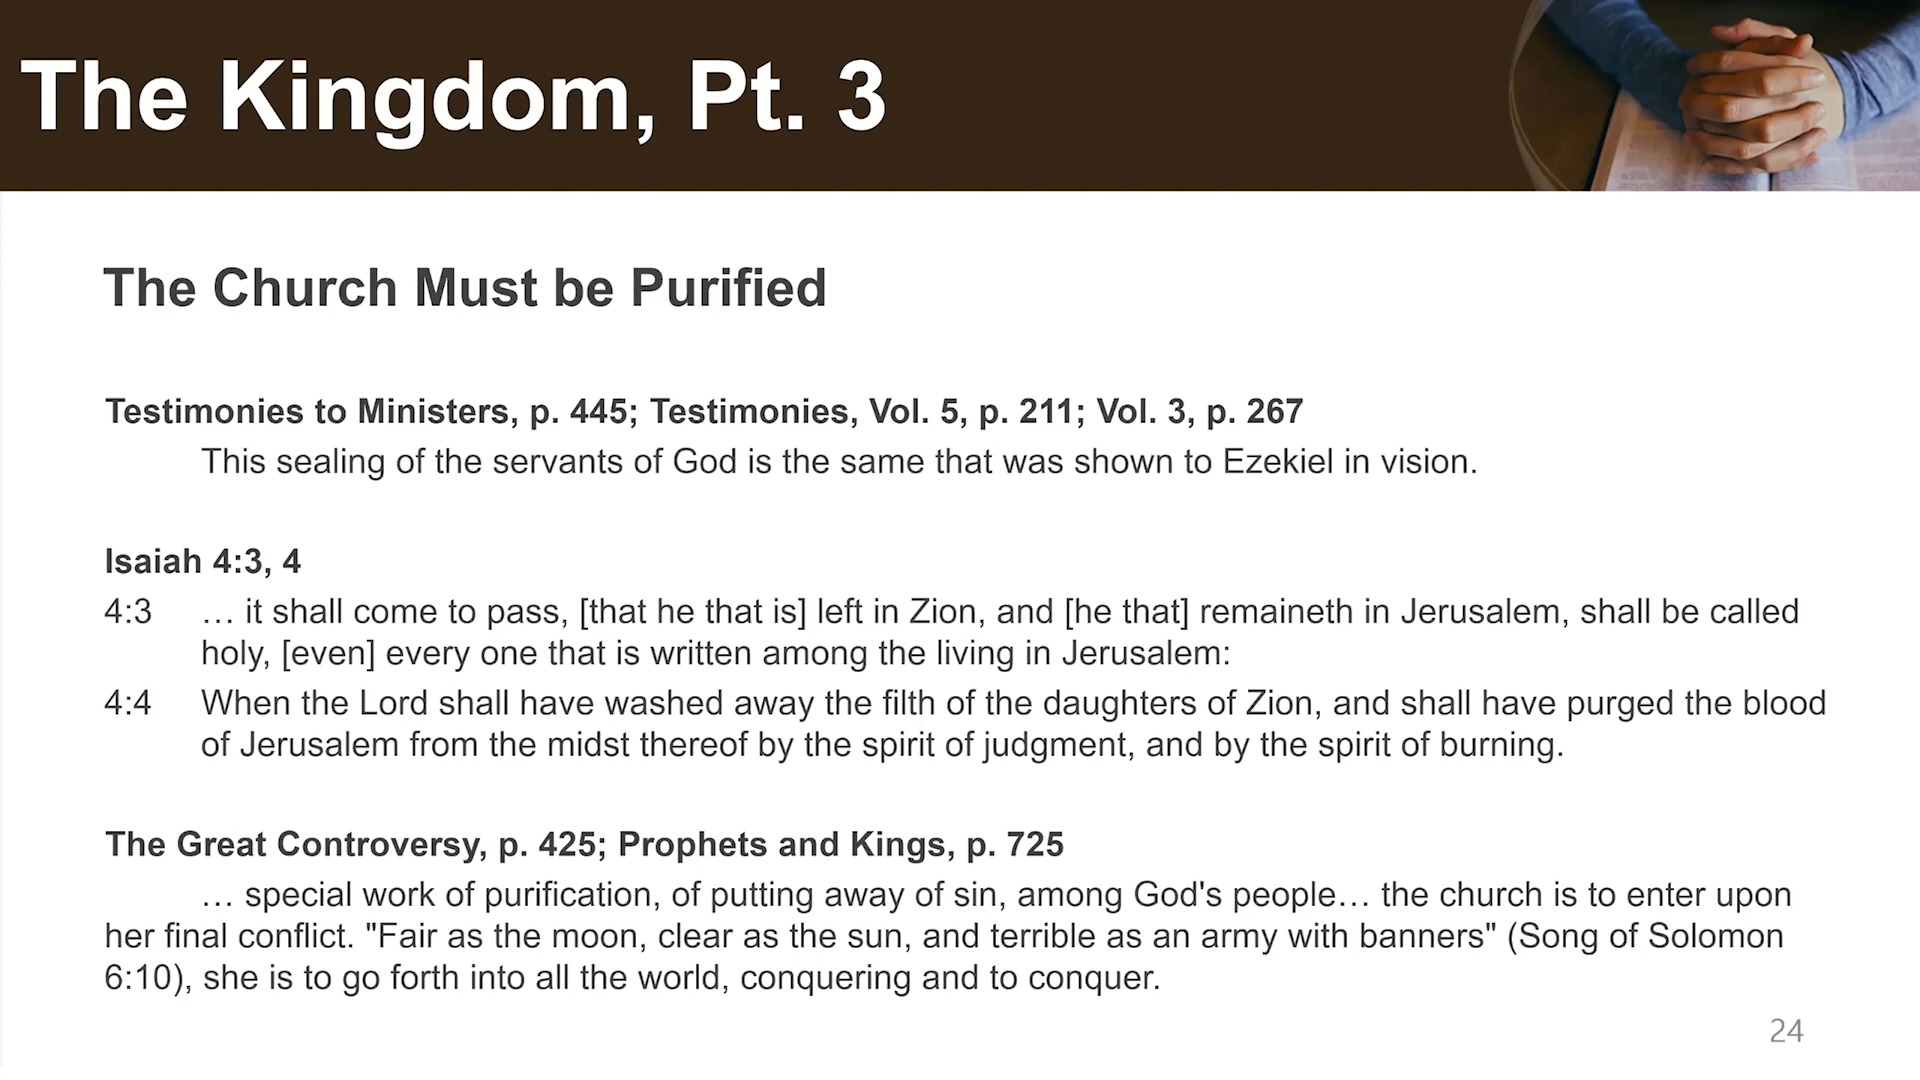 The Kingdom, Pt. 3
The Church Must be Purified
Testimonies to Ministers, p. 445; Testimonies, Vol. 5, p. 211; Vol. 3, p. 267
This sealing of the servants of God is the same that was shown to Ezekiel in vision.
Isaiah 4:3, 4
4:3 … it shall come to pass, [that he that is] left in Zion, and [he that] remaineth in Jerusalem, shall be called
holy, [even] every one that is written among the living in Jerusalem:
4:4 When the Lord shall have washed away the filth of the daughters of Zion, and shall have purged the blood
of Jerusalem from the midst thereof by the spirit of judgment, and by the spirit of burning.
The Great Controversy, p. 425; Prophets and Kings, p. 725
… special work of purification, of putting away of sin, among God's people… the church is to enter upon
her final conflict. "Fair as the moon, clear as the sun, and terrible as an army with banners" (Song of Solomon
6:10), she is to go forth into all the world, conquering and to conquer.
24